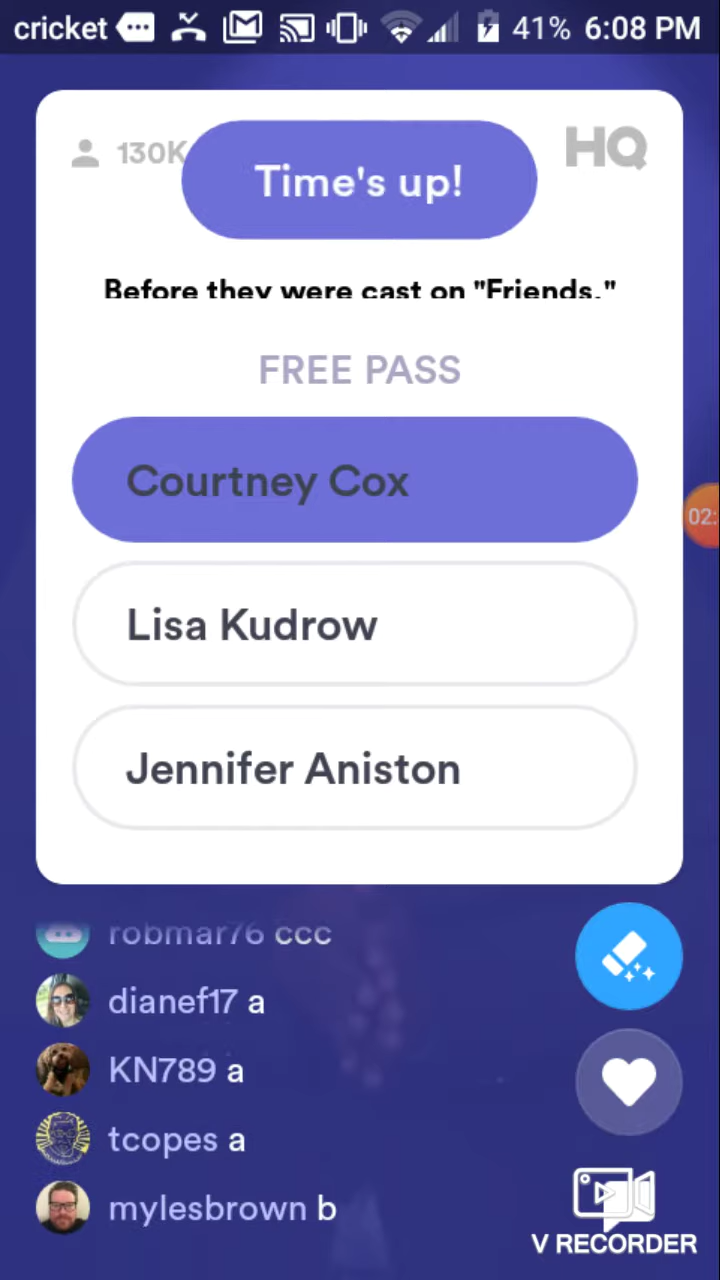 cricket 41% 6:08 PM
130K Time's up! HQ
Before they were cast on "Friends,"
FREE PASS
Courtney Cox
Lisa Kudrow
02:
Jennifer Aniston
robmar76 ccc
dianef17 a
KN789 a
tcopes a
mylesbrown b
V RECORDER